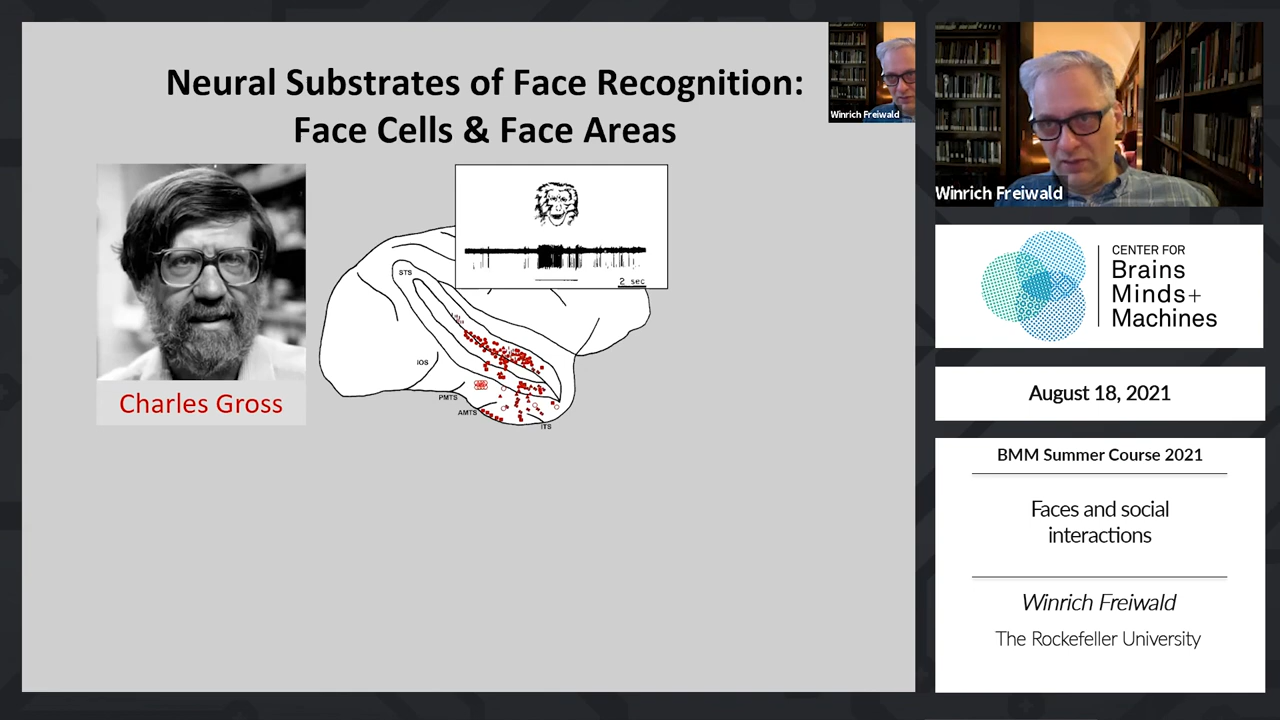 Neural Substrates of Face Recognition:
Face Cells & Face Areas
Winrich Freiwald
Charles Gross
2 sec
STS
iOS
PMTS
AMTS
ITS
Winrich Freiwald
CENTER FOR
Brains
Minds+
Machines
August 18, 2021
BMM Summer Course 2021
Faces and social
interactions
Winrich Freiwald
The Rockefeller University